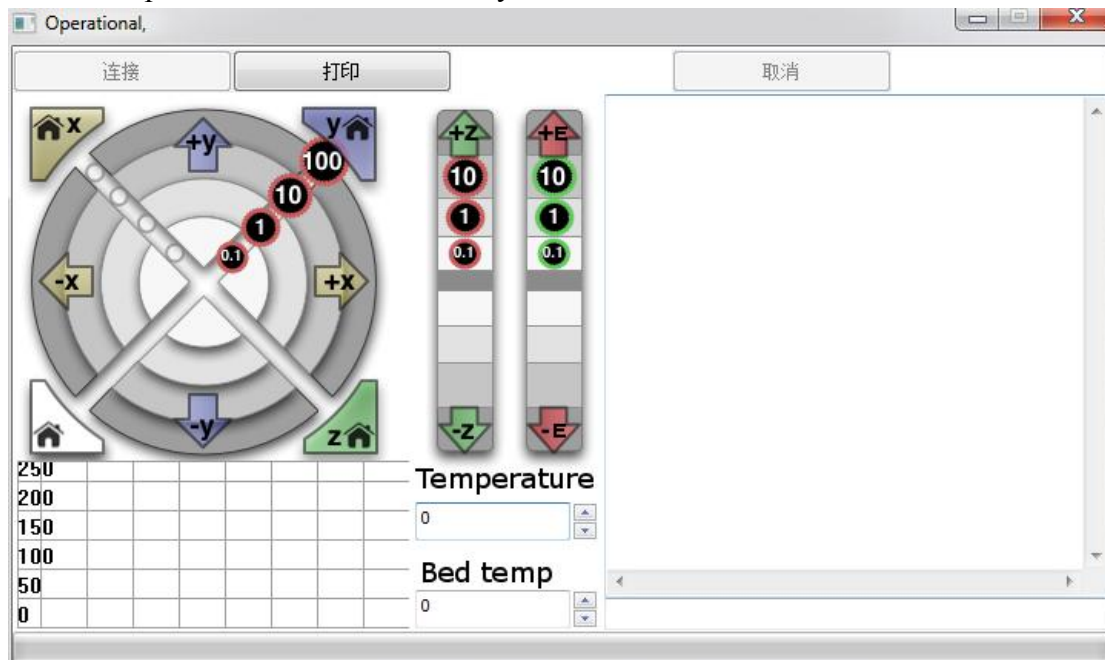 Operational,
连接 打印 取消
x y
+y
100
10
1
0.1
-x +x
-y
z
+Z +E
10 10
1 1
0.1 0.1
-Z -E
250
200
150
100
50
0
Temperature
0
Bed temp
0